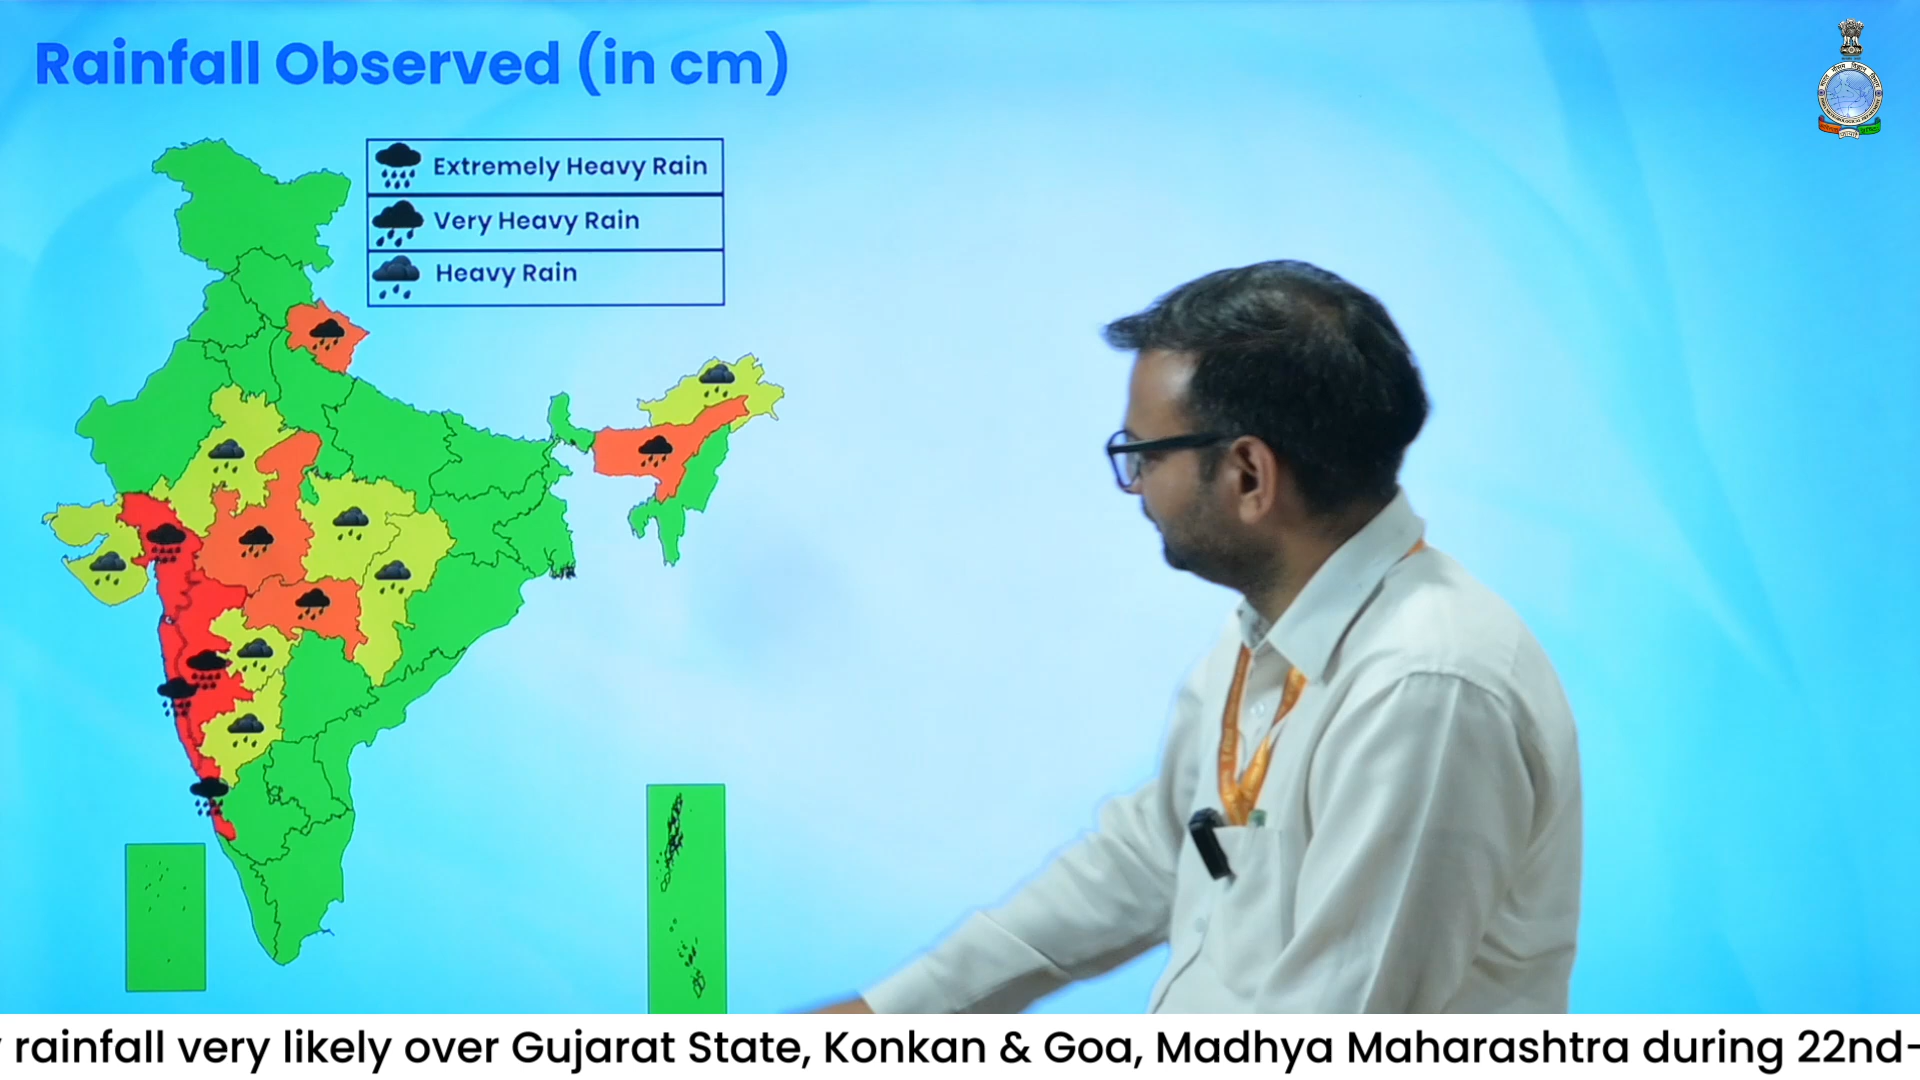 Rainfall Observed (in cm)
Extremely Heavy Rain
Very Heavy Rain
Heavy Rain
rainfall very likely over Gujarat State, Konkan & Goa, Madhya Maharashtra during 22nd-